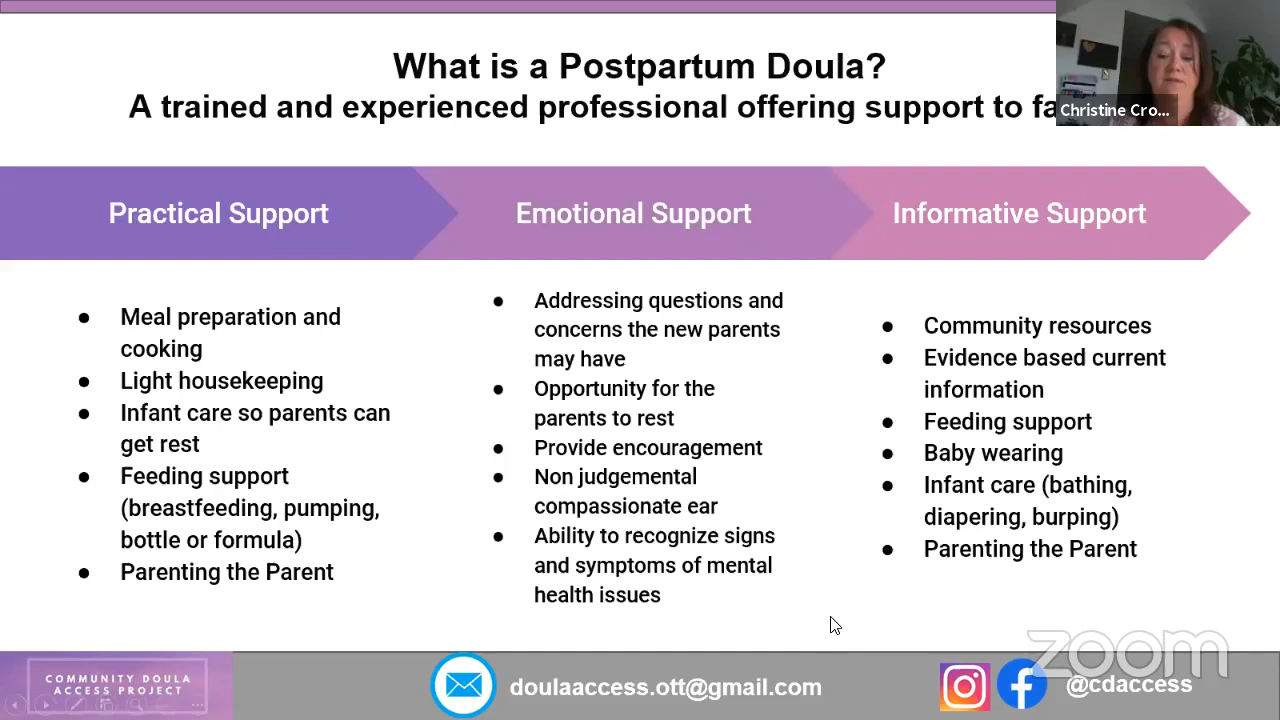 What is a Postpartum Doula?
A trained and experienced professional offering support to
Christine Cro...
Practical Support
Emotional Support
Informative Support
● Meal preparation and
cooking
● Light housekeeping
● Infant care so parents can
get rest
● Feeding support
(breastfeeding, pumping,
bottle or formula)
● Parenting the Parent
● Addressing questions and
concerns the new parents
may have
● Opportunity for the
parents to rest
● Provide encouragement
● Non judgemental
compassionate ear
● Ability to recognize signs
and symptoms of mental
health issues
● Community resources
● Evidence based current
information
● Feeding support
● Baby wearing
● Infant care (bathing,
diapering, burping)
● Parenting the Parent
zoom
COMMUNITY DOULA
ACCESS PROJECT
doulaaccess.ott@gmail.com
@cdaccess